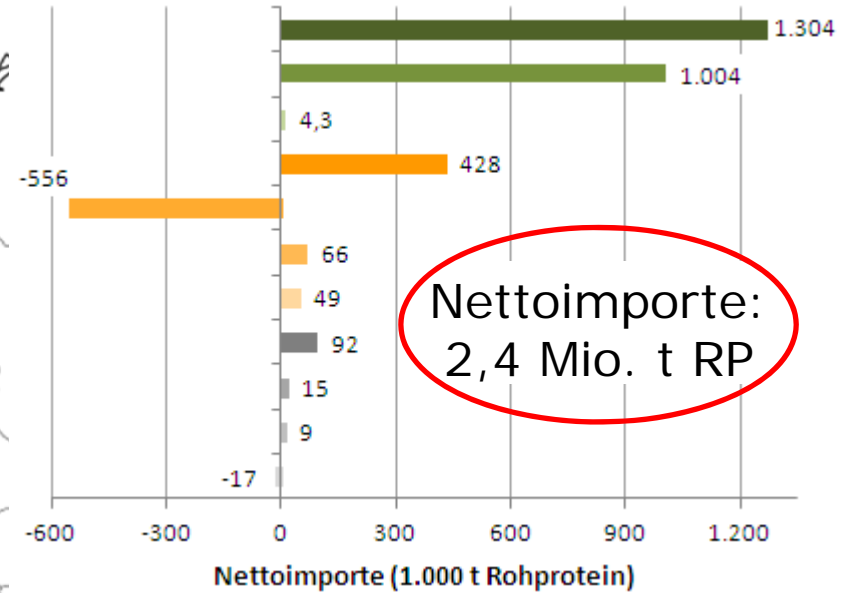 1.304
1.004
4,3
428
-556
66
49
92
15
9
-17
Nettoimporte:
2,4 Mio. t RP
-600 -300 0 300 600 900 1.200
Nettoimporte (1.000 t Rohprotein)